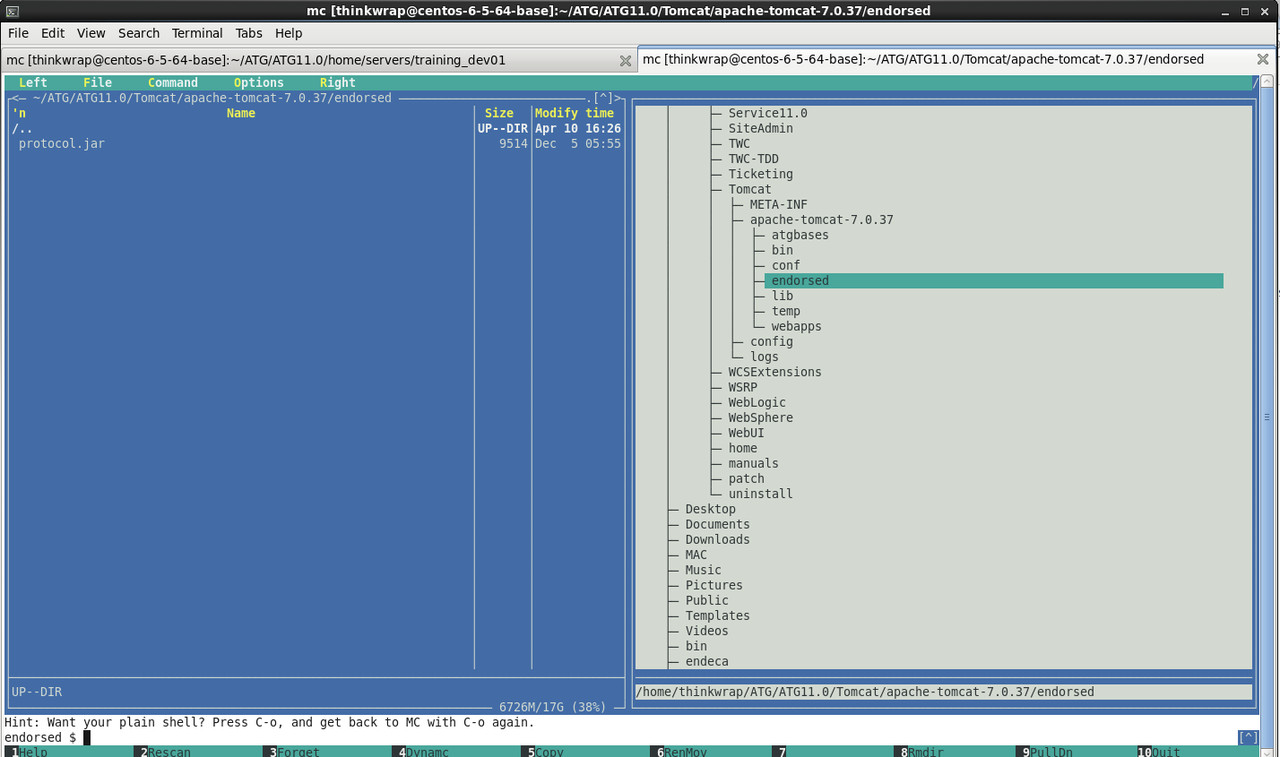 mc [thinkwrap@centos-6-5-64-base]:~/ATG/ATG11.0/Tomcat/apache-tomcat-7.0.37/endorsed
File Edit View Search Terminal Tabs Help
mc [thinkwrap@centos-6-5-64-base]:~/ATG/ATG11.0/home/servers/training_dev01
mc [thinkwrap@centos-6-5-64-base]:~/ATG/ATG11.0/Tomcat/apache-tomcat-7.0.37/endorsed
Left File Command Options Right
<─ ~/ATG/ATG11.0/Tomcat/apache-tomcat-7.0.37/endorsed .[^]>
'n Name Size Modify time
/.. UP--DIR Apr 10 16:26
protocol.jar 9514 Dec 5 05:55
UP--DIR
6726M/17G (38%)
Service11.0
SiteAdmin
TWC
TWC-TDD
Ticketing
Tomcat
META-INF
apache-tomcat-7.0.37
atgbases
bin
conf
endorsed
lib
temp
webapps
config
logs
WCSExtensions
WSRP
WebLogic
WebSphere
WebUI
home
manuals
patch
uninstall
Desktop
Documents
Downloads
MAC
Music
Pictures
Public
Templates
Videos
bin
endeca
/home/thinkwrap/ATG/ATG11.0/Tomcat/apache-tomcat-7.0.37/endorsed
Hint: Want your plain shell? Press C-o, and get back to MC with C-o again.
endorsed $ [^]
1Help 2Rescan 3Forget 4Dynamc 5Copy 6RenMov 7 8Rmdir 9PullDn 10Quit